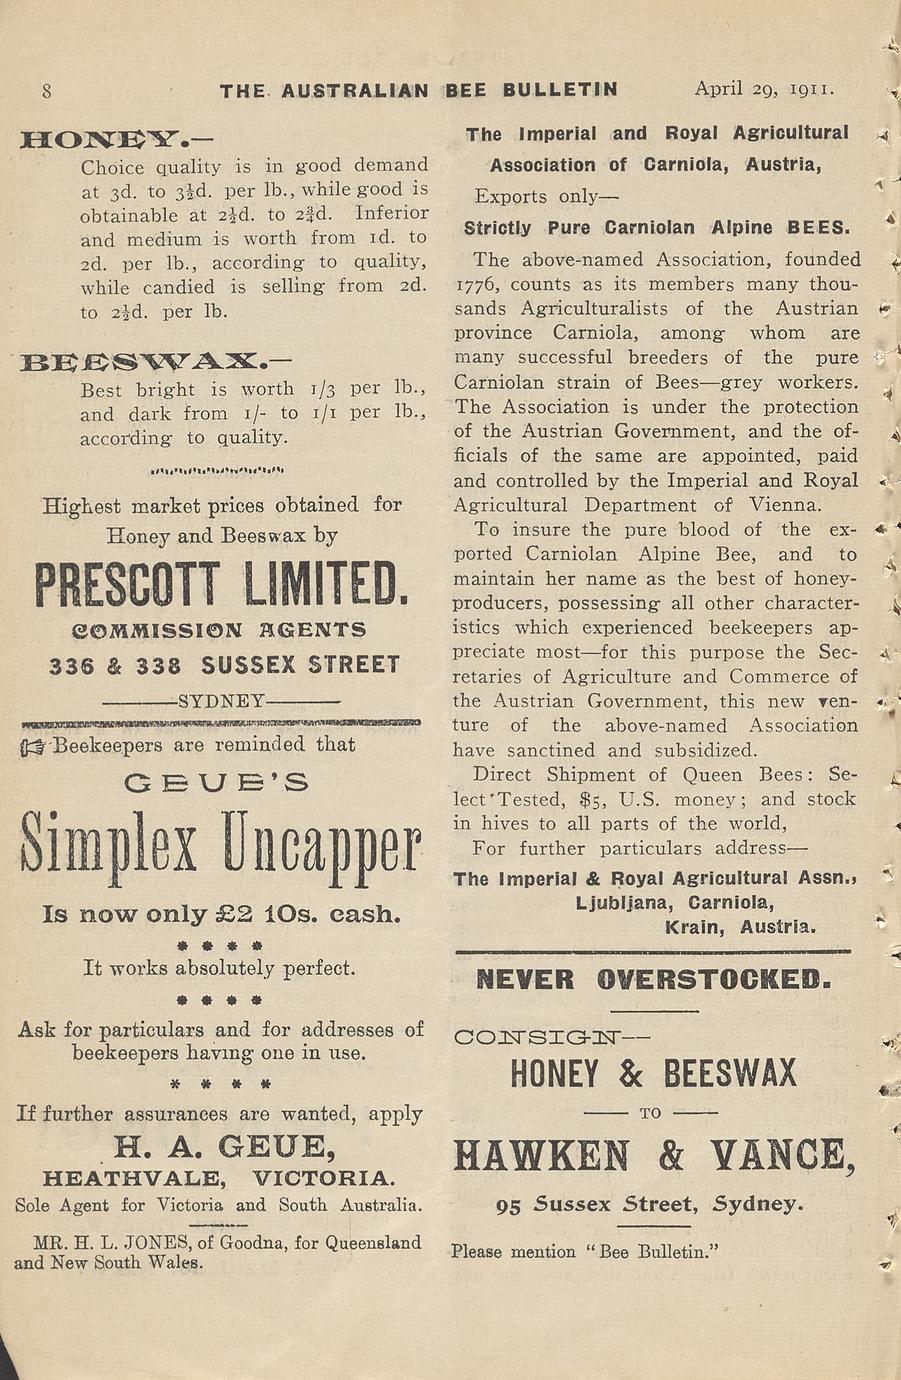 8 THE AUSTRALIAN BEE BULLETIN April 29, 1911.
HONEY.—
Choice quality is in good demand
at 3d. to 3½d. per lb., while good is
obtainable at 2½d. to 2¾d. Inferior
and medium is worth from 1d. to
2d. per lb., according to quality,
while candied is selling from 2d.
to 2½d. per lb.
BEESWAX.—
Best bright is worth 1/3 per lb.,
and dark from 1/- to 1/1 per lb.,
according to quality.
Highest market prices obtained for
Honey and Beeswax by
PRESCOTT LIMITED.
COMMISSION AGENTS
336 & 338 SUSSEX STREET
———SYDNEY———
☞ Beekeepers are reminded that
GEUE'S
Simplex Uncapper
Is now only £2 10s. cash.
* * * *
It works absolutely perfect.
* * * *
Ask for particulars and for addresses of
beekeepers having one in use.
* * * *
If further assurances are wanted, apply
H. A. GEUE,
HEATHVALE, VICTORIA.
Sole Agent for Victoria and South Australia.
MR. H. L. JONES, of Goodna, for Queensland
and New South Wales.
The Imperial and Royal Agricultural
Association of Carniola, Austria,
Exports only—
Strictly Pure Carniolan Alpine BEES.
The above-named Association, founded
1776, counts as its members many thou-
sands Agriculturalists of the Austrian
province Carniola, among whom are
many successful breeders of the pure
Carniolan strain of Bees—grey workers.
The Association is under the protection
of the Austrian Government, and the of-
ficials of the same are appointed, paid
and controlled by the Imperial and Royal
Agricultural Department of Vienna.
To insure the pure blood of the ex-
ported Carniolan Alpine Bee, and to
maintain her name as the best of honey-
producers, possessing all other character-
istics which experienced beekeepers ap-
preciate most—for this purpose the Sec-
retaries of Agriculture and Commerce of
the Austrian Government, this new ven-
ture of the above-named Association
have sanctined and subsidized.
Direct Shipment of Queen Bees: Se-
lect Tested, $5, U.S. money; and stock
in hives to all parts of the world,
For further particulars address—
The Imperial & Royal Agricultural Assn.,
Ljubljana, Carniola,
Krain, Austria.
NEVER OVERSTOCKED.
CONSIGN——
HONEY & BEESWAX
—— TO ——
HAWKEN & VANCE,
95 Sussex Street, Sydney.
Please mention "Bee Bulletin."